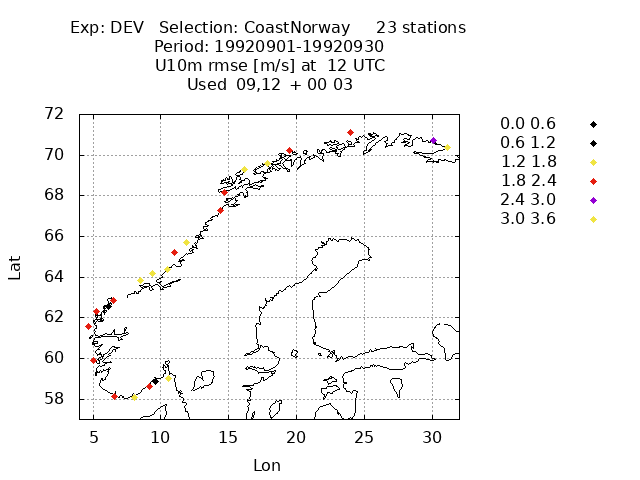 Exp: DEV Selection: CoastNorway 23 stations
Period: 19920901-19920930
U10m rmse [m/s] at 12 UTC
Used 09,12 + 00 03
0.0 0.6
0.6 1.2
1.2 1.8
1.8 2.4
2.4 3.0
3.0 3.6
72
70
68
66
64
62
60
58
Lat
5 10 15 20 25 30
Lon